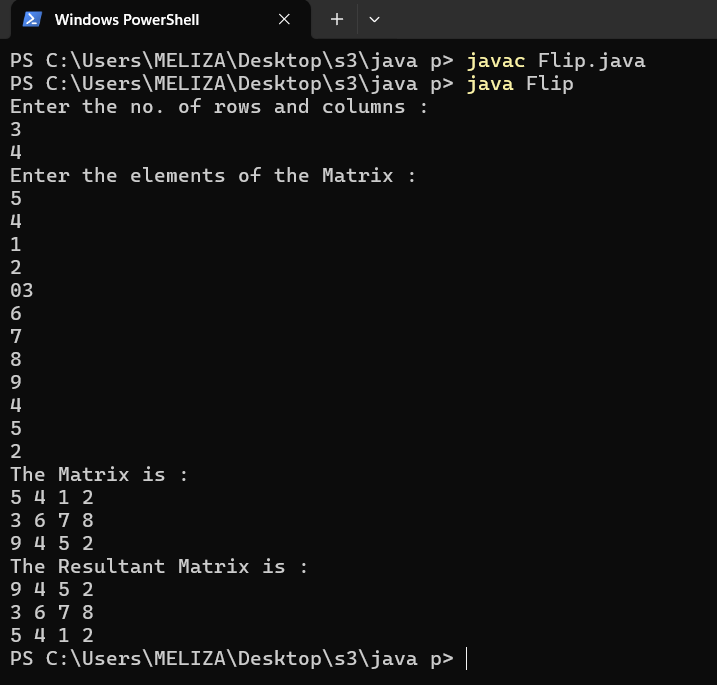 Windows PowerShell
PS C:\Users\MELIZA\Desktop\s3\java p> javac Flip.java
PS C:\Users\MELIZA\Desktop\s3\java p> java Flip
Enter the no. of rows and columns :
3
4
Enter the elements of the Matrix :
5
4
1
2
03
6
7
8
9
4
5
2
The Matrix is :
5 4 1 2
3 6 7 8
9 4 5 2
The Resultant Matrix is :
9 4 5 2
3 6 7 8
5 4 1 2
PS C:\Users\MELIZA\Desktop\s3\java p>